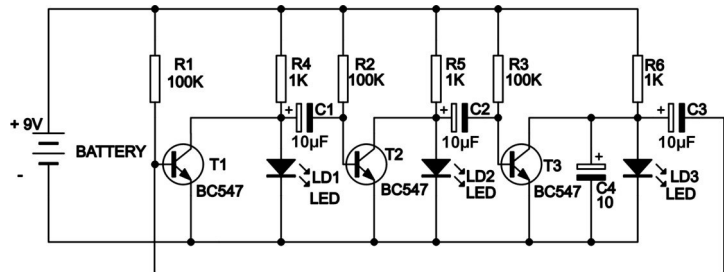 R1
100K
R4
1K
R2
100K
R5
1K
R3
100K
R6
1K
+ C1
10µF
+ C2
10µF
+ C3
10µF
+ 9V
BATTERY
-
T1
BC547
LD1
LED
T2
BC547
LD2
LED
T3
BC547
+
C4
10
LD3
LED